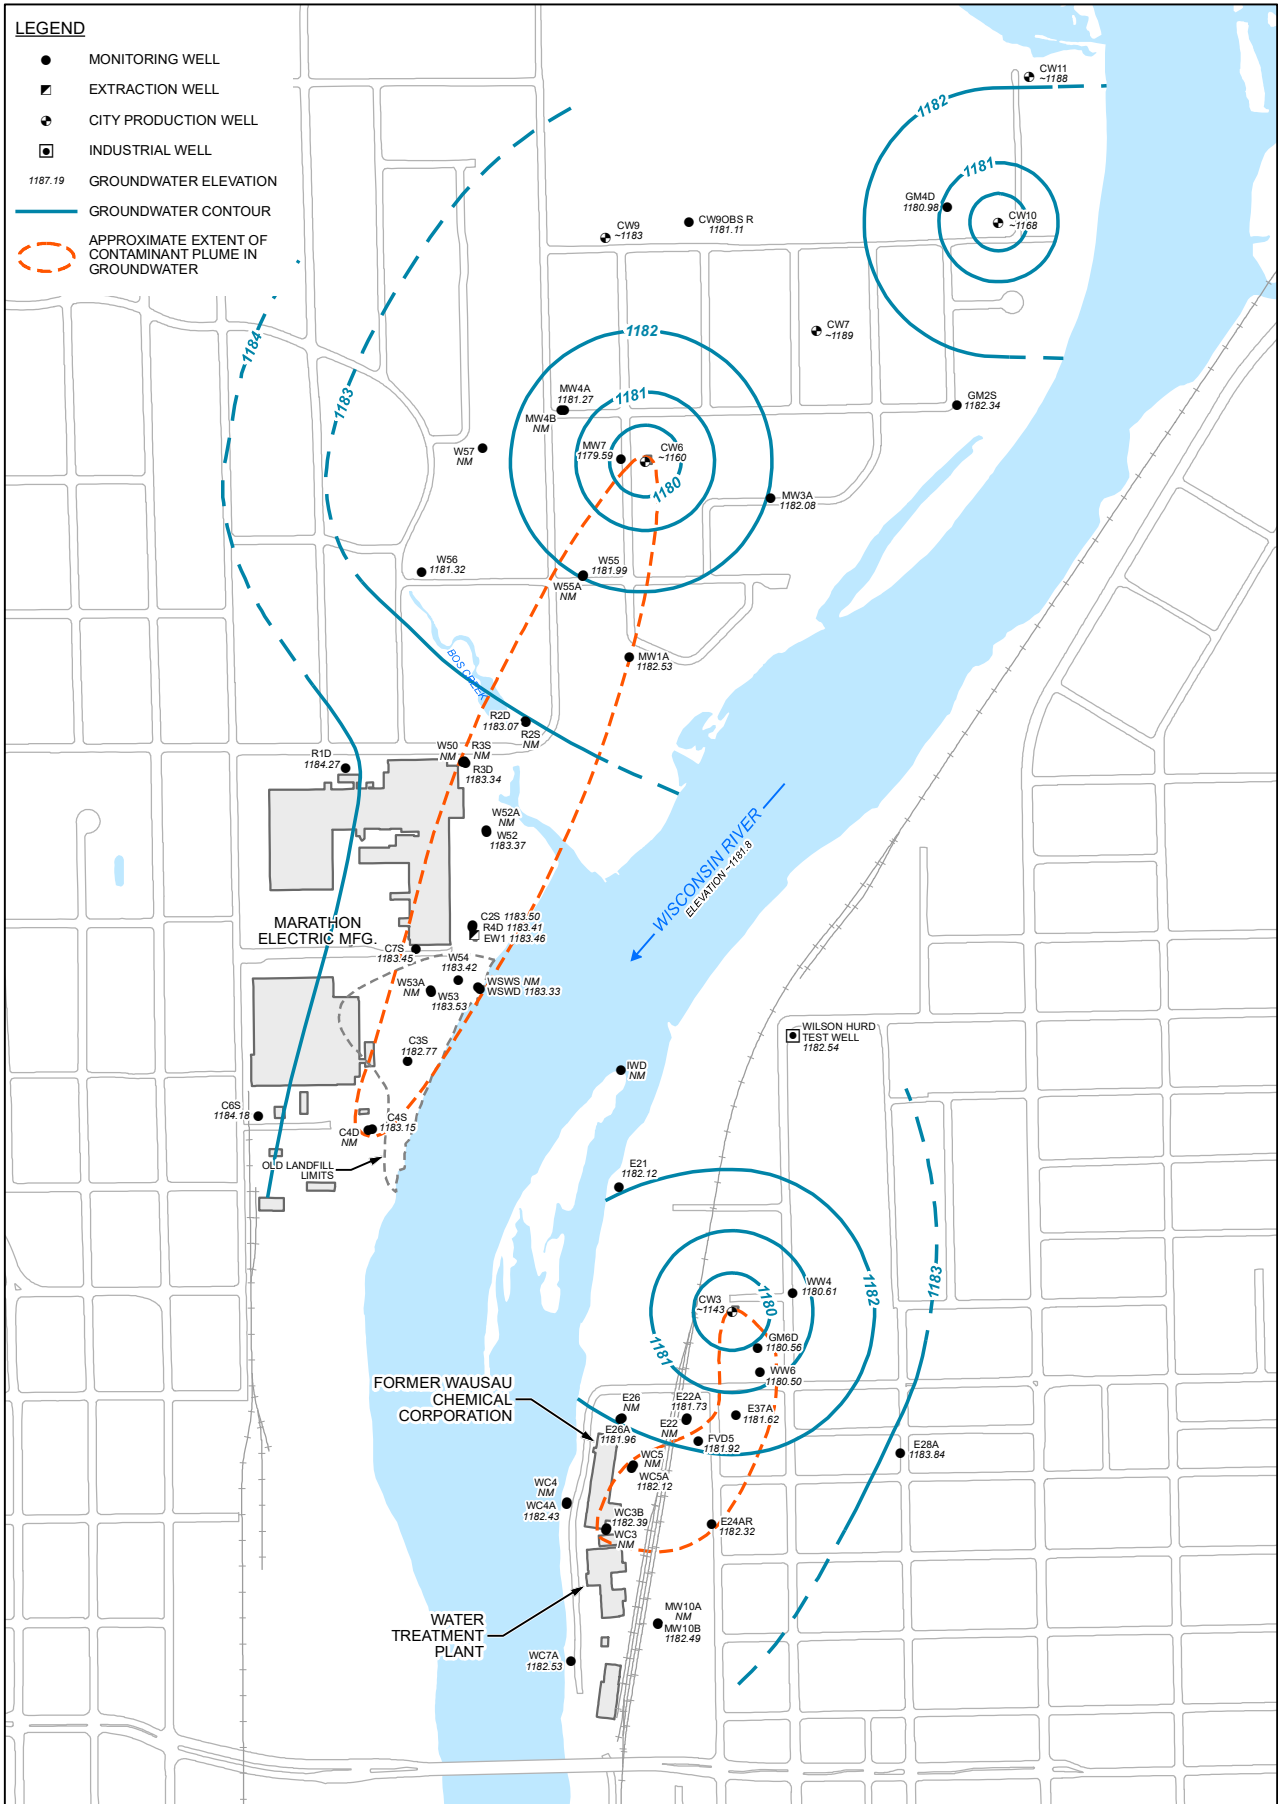 LEGEND
MONITORING WELL
EXTRACTION WELL
CITY PRODUCTION WELL
INDUSTRIAL WELL
1187.19 GROUNDWATER ELEVATION
GROUNDWATER CONTOUR
APPROXIMATE EXTENT OF
CONTAMINANT PLUME IN
GROUNDWATER
CW11
~1188
1182
1181
GM4D
1180.98
CW10
~1168
CW9
~1183
CW9OBS R
1181.11
CW7
~1189
1184
1183
1182
1181
MW4A
1181.27
MW4B
NM
GM2S
1182.34
W57
NM
MW7
1179.59
CW6
~1160
1180
MW3A
1182.08
W56
1181.32
W55
1181.99
W55A
NM
BOS CREEK
MW1A
1182.53
R2D
1183.07
R2S
NM
R1D
1184.27
W50
NM
R3S
NM
R3D
1183.34
W52A
NM
W52
1183.37
WISCONSIN RIVER
ELEVATION ~1181.8
MARATHON
ELECTRIC MFG.
C2S 1183.50
R4D 1183.41
EW1 1183.46
C7S
1183.45
W54
1183.42
W53A
NM
W53
1183.53
WSWS NM
WSWD 1183.33
C3S
1182.77
WILSON HURD
TEST WELL
1182.54
IWD
NM
C6S
1184.18
C4S
1183.15
C4D
NM
OLD LANDFILL
LIMITS
E21
1182.12
1183
1182
WW4
1180.61
CW3
~1143
1180
1181
GM6D
1180.56
WW6
1180.50
FORMER WAUSAU
CHEMICAL
CORPORATION
E26
NM
E26A
1181.96
E22A
1181.73
E22
NM
E37A
1181.62
FVD5
1181.92
E28A
1183.84
WC5
NM
WC5A
1182.12
WC4
NM
WC4A
1182.43
WC3B
1182.39
WC3
NM
E24AR
1182.32
WATER
TREATMENT
PLANT
MW10A
NM
MW10B
1182.49
WC7A
1182.53